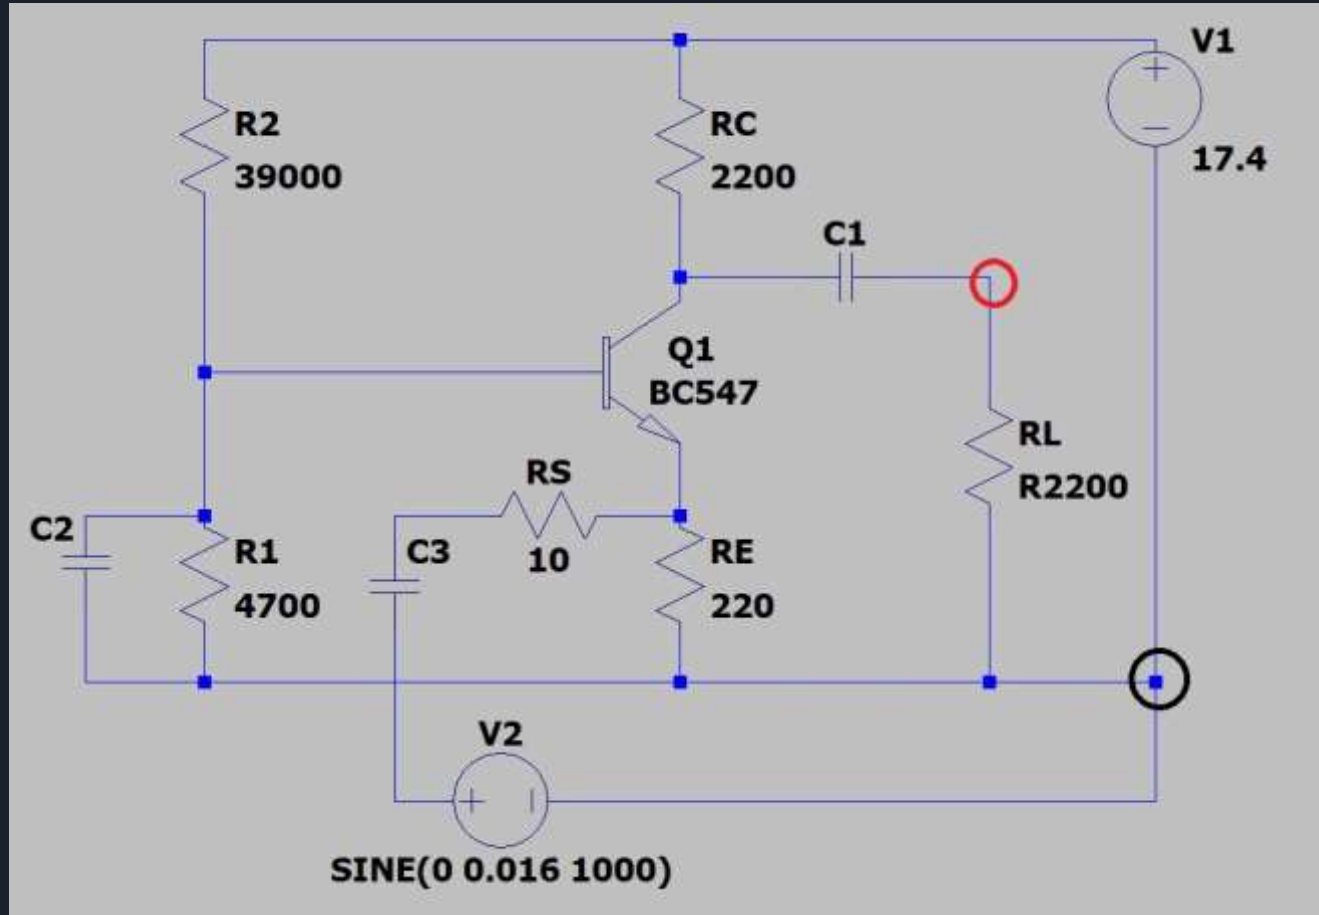 V1
17.4
R2
39000
RC
2200
C1
Q1
BC547
RL
R2200
RS
10
C2
R1
4700
C3
RE
220
V2
SINE(0 0.016 1000)